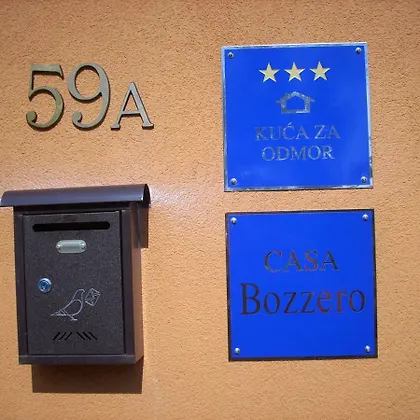 59A
KUĆA ZA
ODMOR
CASA
Bozzero